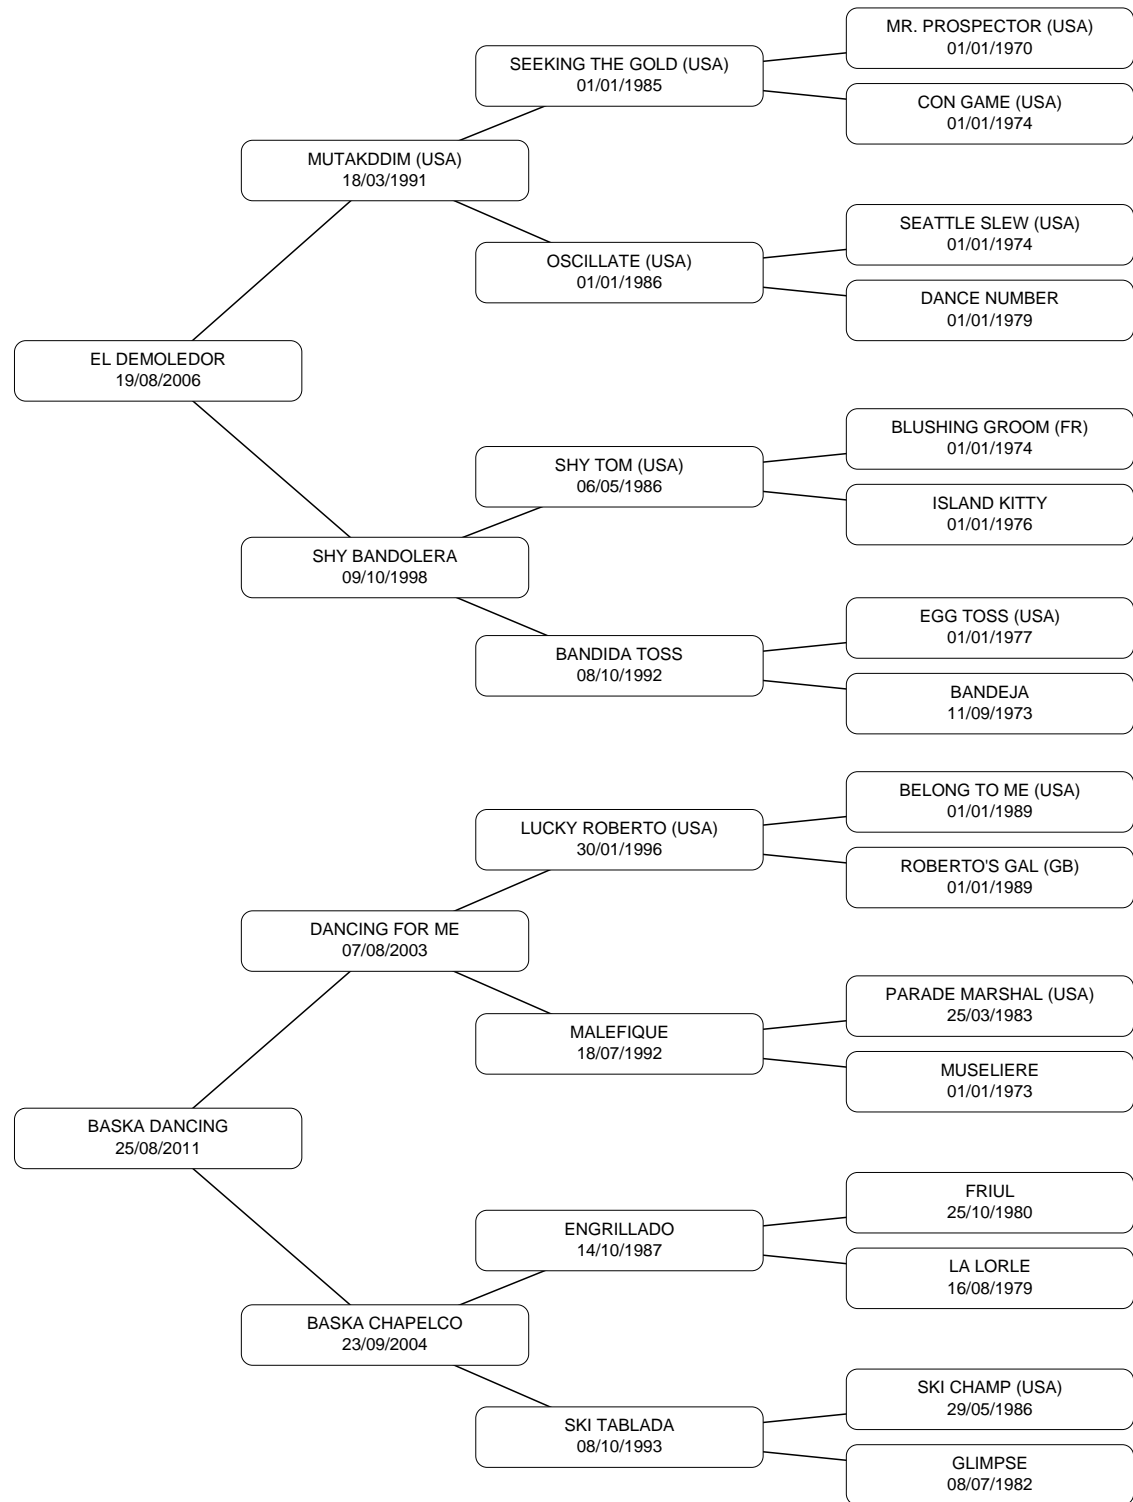 MR. PROSPECTOR (USA)
01/01/1970
SEEKING THE GOLD (USA)
01/01/1985
CON GAME (USA)
01/01/1974
MUTAKDDIM (USA)
18/03/1991
SEATTLE SLEW (USA)
01/01/1974
OSCILLATE (USA)
01/01/1986
DANCE NUMBER
01/01/1979
EL DEMOLEDOR
19/08/2006
BLUSHING GROOM (FR)
01/01/1974
SHY TOM (USA)
06/05/1986
ISLAND KITTY
01/01/1976
SHY BANDOLERA
09/10/1998
EGG TOSS (USA)
01/01/1977
BANDIDA TOSS
08/10/1992
BANDEJA
11/09/1973
BELONG TO ME (USA)
01/01/1989
LUCKY ROBERTO (USA)
30/01/1996
ROBERTO'S GAL (GB)
01/01/1989
DANCING FOR ME
07/08/2003
PARADE MARSHAL (USA)
25/03/1983
MALEFIQUE
18/07/1992
MUSELIERE
01/01/1973
BASKA DANCING
25/08/2011
FRIUL
25/10/1980
ENGRILLADO
14/10/1987
LA LORLE
16/08/1979
BASKA CHAPELCO
23/09/2004
SKI CHAMP (USA)
29/05/1986
SKI TABLADA
08/10/1993
GLIMPSE
08/07/1982